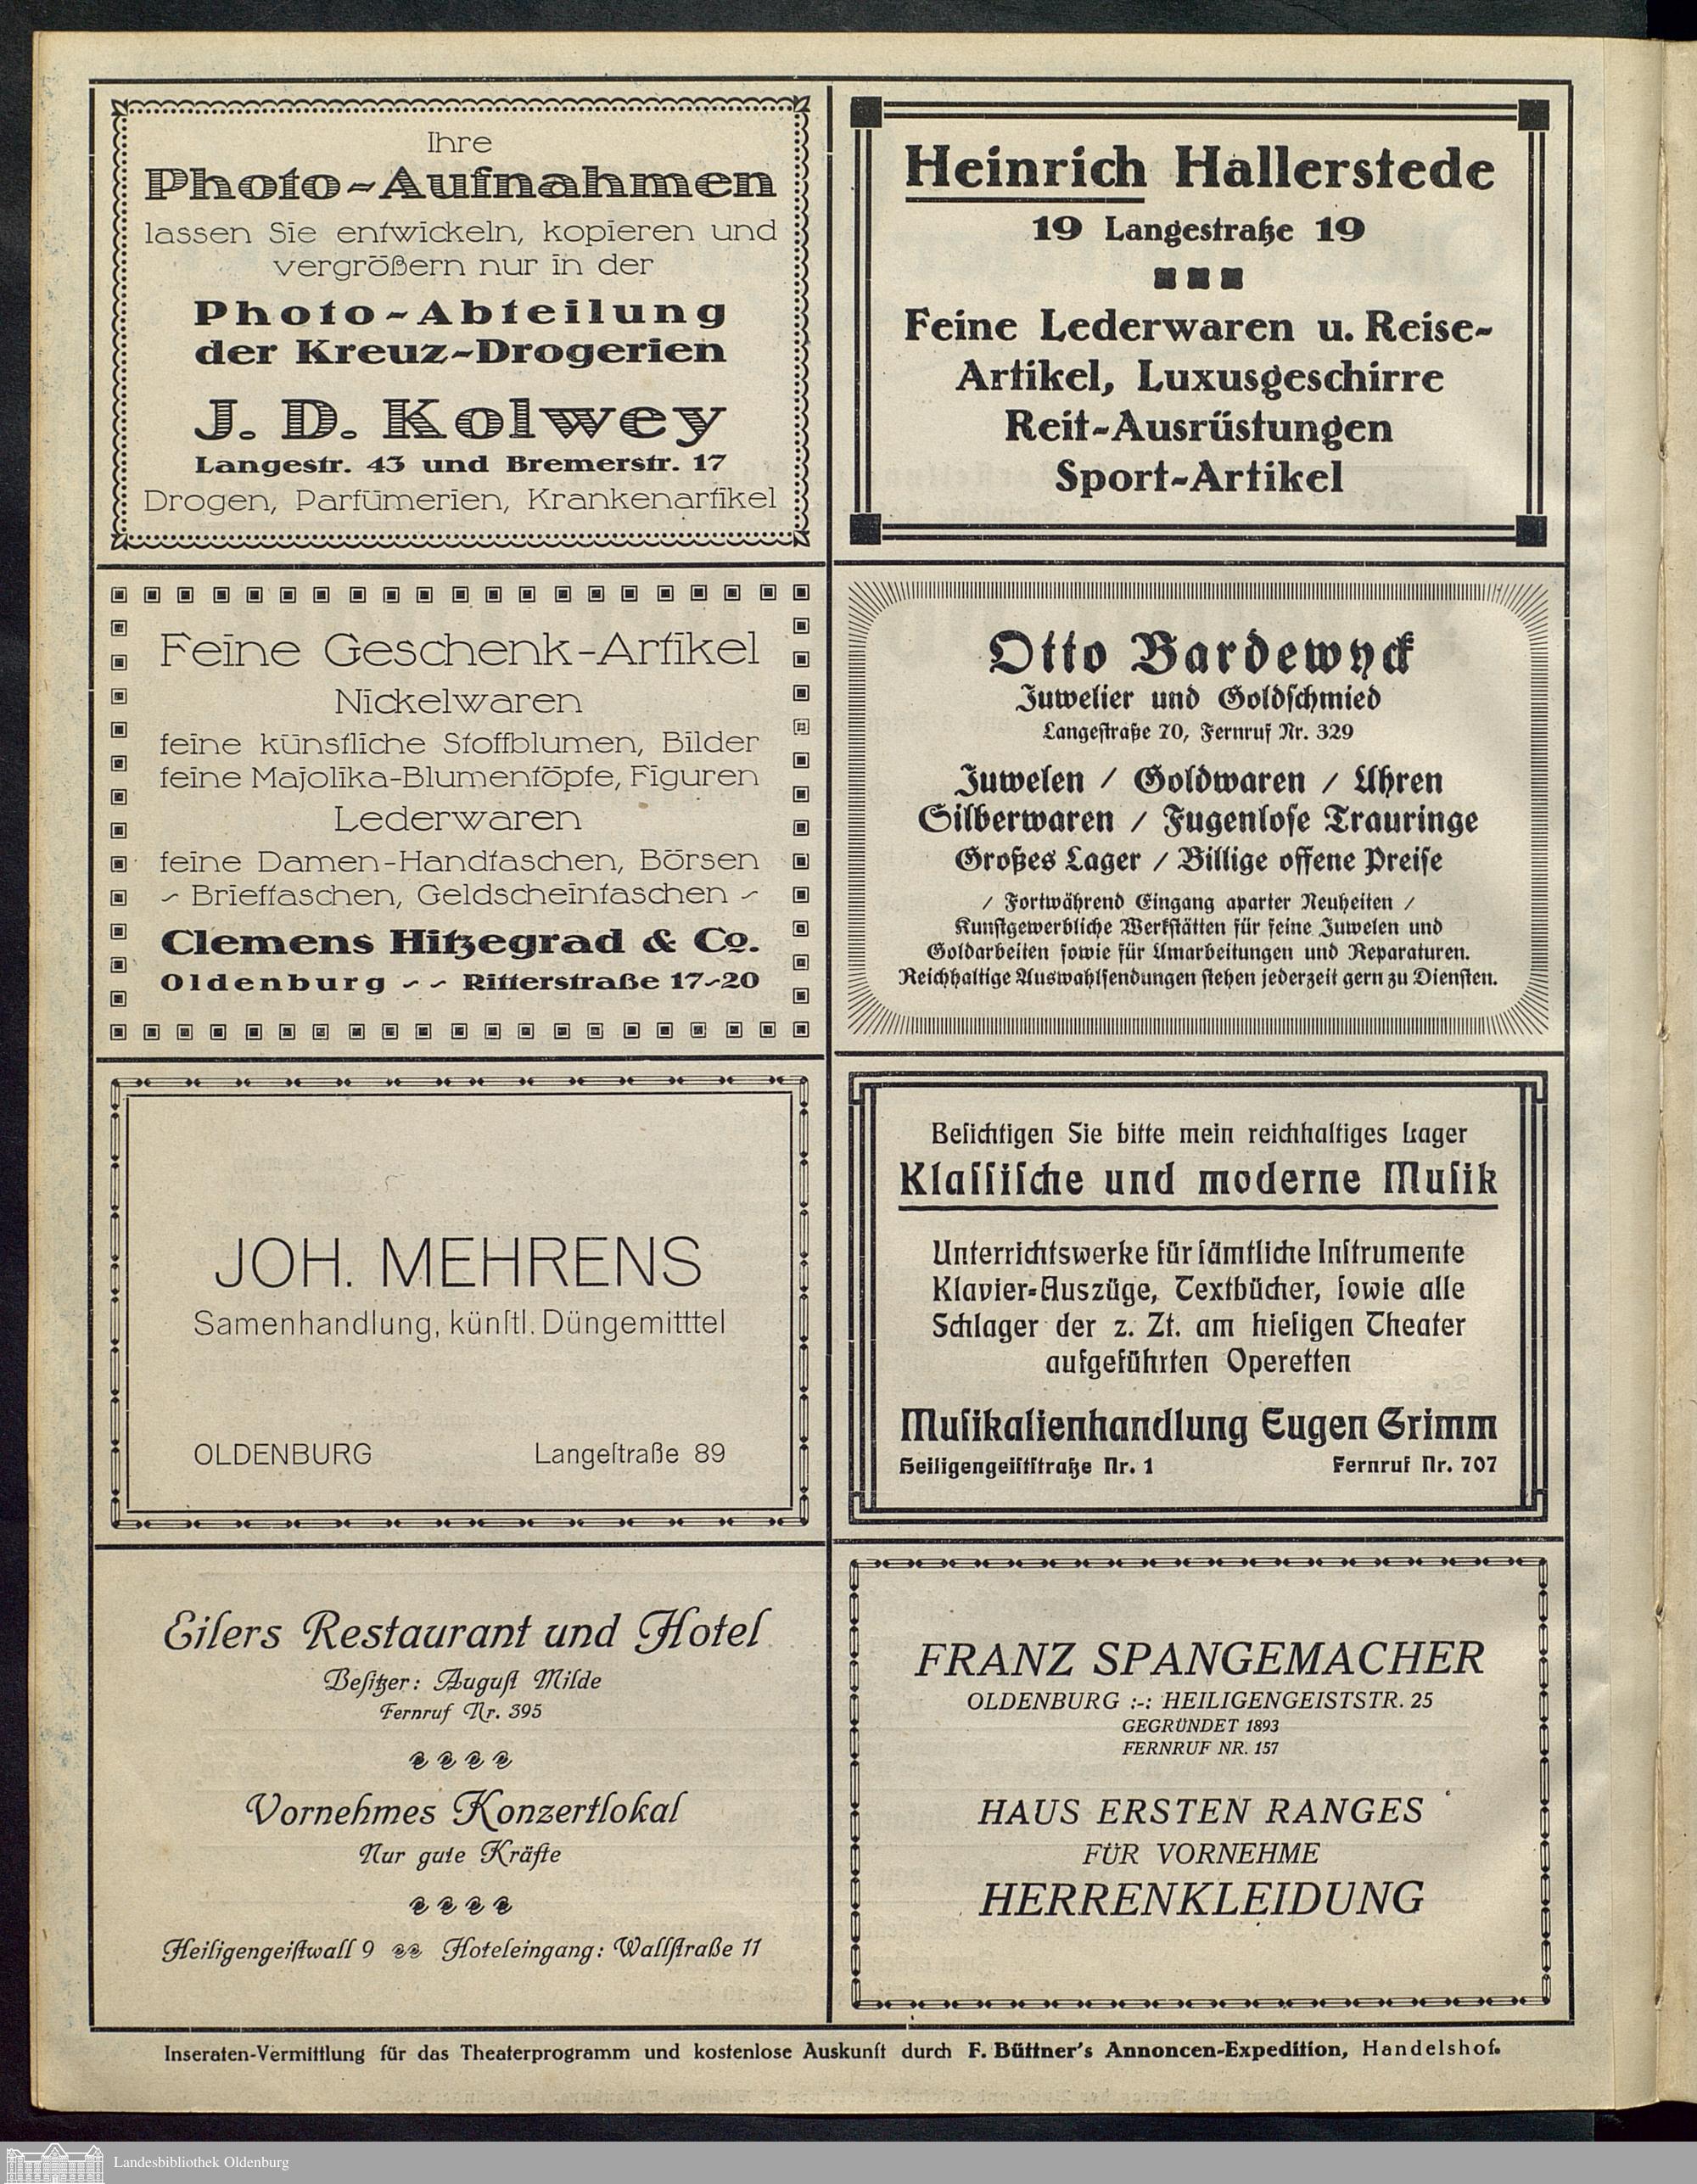 Ihre
Photo-Aufnahmen
lassen Sie entwickeln, kopieren und
vergrößern nur in der
Photo-Abteilung
der Kreuz-Drogerien
J. D. Kolwey
Langestr. 43 und Bremerstr. 17
Drogen, Parfümerien, Krankenartikel
Heinrich Hallerstede
19 Langestraße 19
Feine Lederwaren u. Reise-
Artikel, Luxusgeschirre
Reit-Ausrüstungen
Sport-Artikel
Feine Geschenk-Artikel
Nickelwaren
feine künstliche Stoffblumen, Bilder
feine Majolika-Blumentöpfe, Figuren
Lederwaren
feine Damen-Handtaschen, Börsen
- Brieftaschen, Geldscheintaschen -
Clemens Hitzegrad & Co.
Oldenburg - - Ritterstraße 17-20
Otto Bardewyck
Juwelier und Goldſchmied
Langeſtraße 70, Fernruf Nr. 329
Juwelen / Goldwaren / Uhren
Silberwaren / Fugenloſe Trauringe
Großes Lager / Billige offene Preiſe
/ Fortwährend Eingang aparter Neuheiten /
Kunſtgewerbliche Werkſtätten für feine Juwelen und
Goldarbeiten ſowie für Umarbeitungen und Reparaturen.
Reichhaltige Auswahlſendungen ſtehen jederzeit gern zu Dienſten.
JOH. MEHRENS
Samenhandlung, künſtl. Düngemitttel
OLDENBURG Langeſtraße 89
Beſichtigen Sie bitte mein reichhaltiges Lager
Klaſſiſche und moderne Muſik
Unterrichtswerke für ſämtliche Inſtrumente
Klavier-Auszüge, Textbücher, ſowie alle
Schlager der z. Zt. am hieſigen Theater
aufgeführten Operetten
Muſikalienhandlung Eugen Grimm
Heiligengeiſtſtraße Nr. 1 Fernruf Nr. 707
Eilers Restaurant und Hotel
Beſitzer: Auguſt Milde
Fernruf Nr. 395
Vornehmes Konzertlokal
Nur gute Kräfte
Heiligengeiſtwall 9 Hoteleingang: Wallſtraße 11
FRANZ SPANGEMACHER
OLDENBURG :-: HEILIGENGEISTSTR. 25
GEGRÜNDET 1893
FERNRUF NR. 157
HAUS ERSTEN RANGES
FÜR VORNEHME
HERRENKLEIDUNG
Inseraten-Vermittlung für das Theaterprogramm und kostenlose Auskunft durch F. Büttner's Annoncen-Expedition, Handelshof.
Landesbibliothek Oldenburg